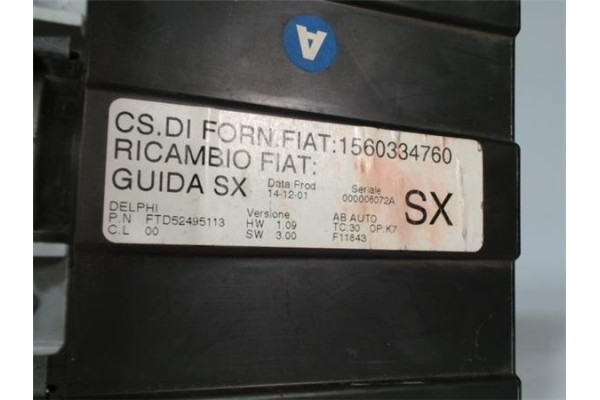 A
CS.DI FORN.FIAT:1560334760
RICAMBIO FIAT:
GUIDA SX
Data Prod
14-12-01
Seriale
000006072A
SX
DELPHI
P.N FTD52495113
C.L 00
Versione
HW 1.09
SW 3.00
AB AUTO
TC:30 OP:K7
F11843